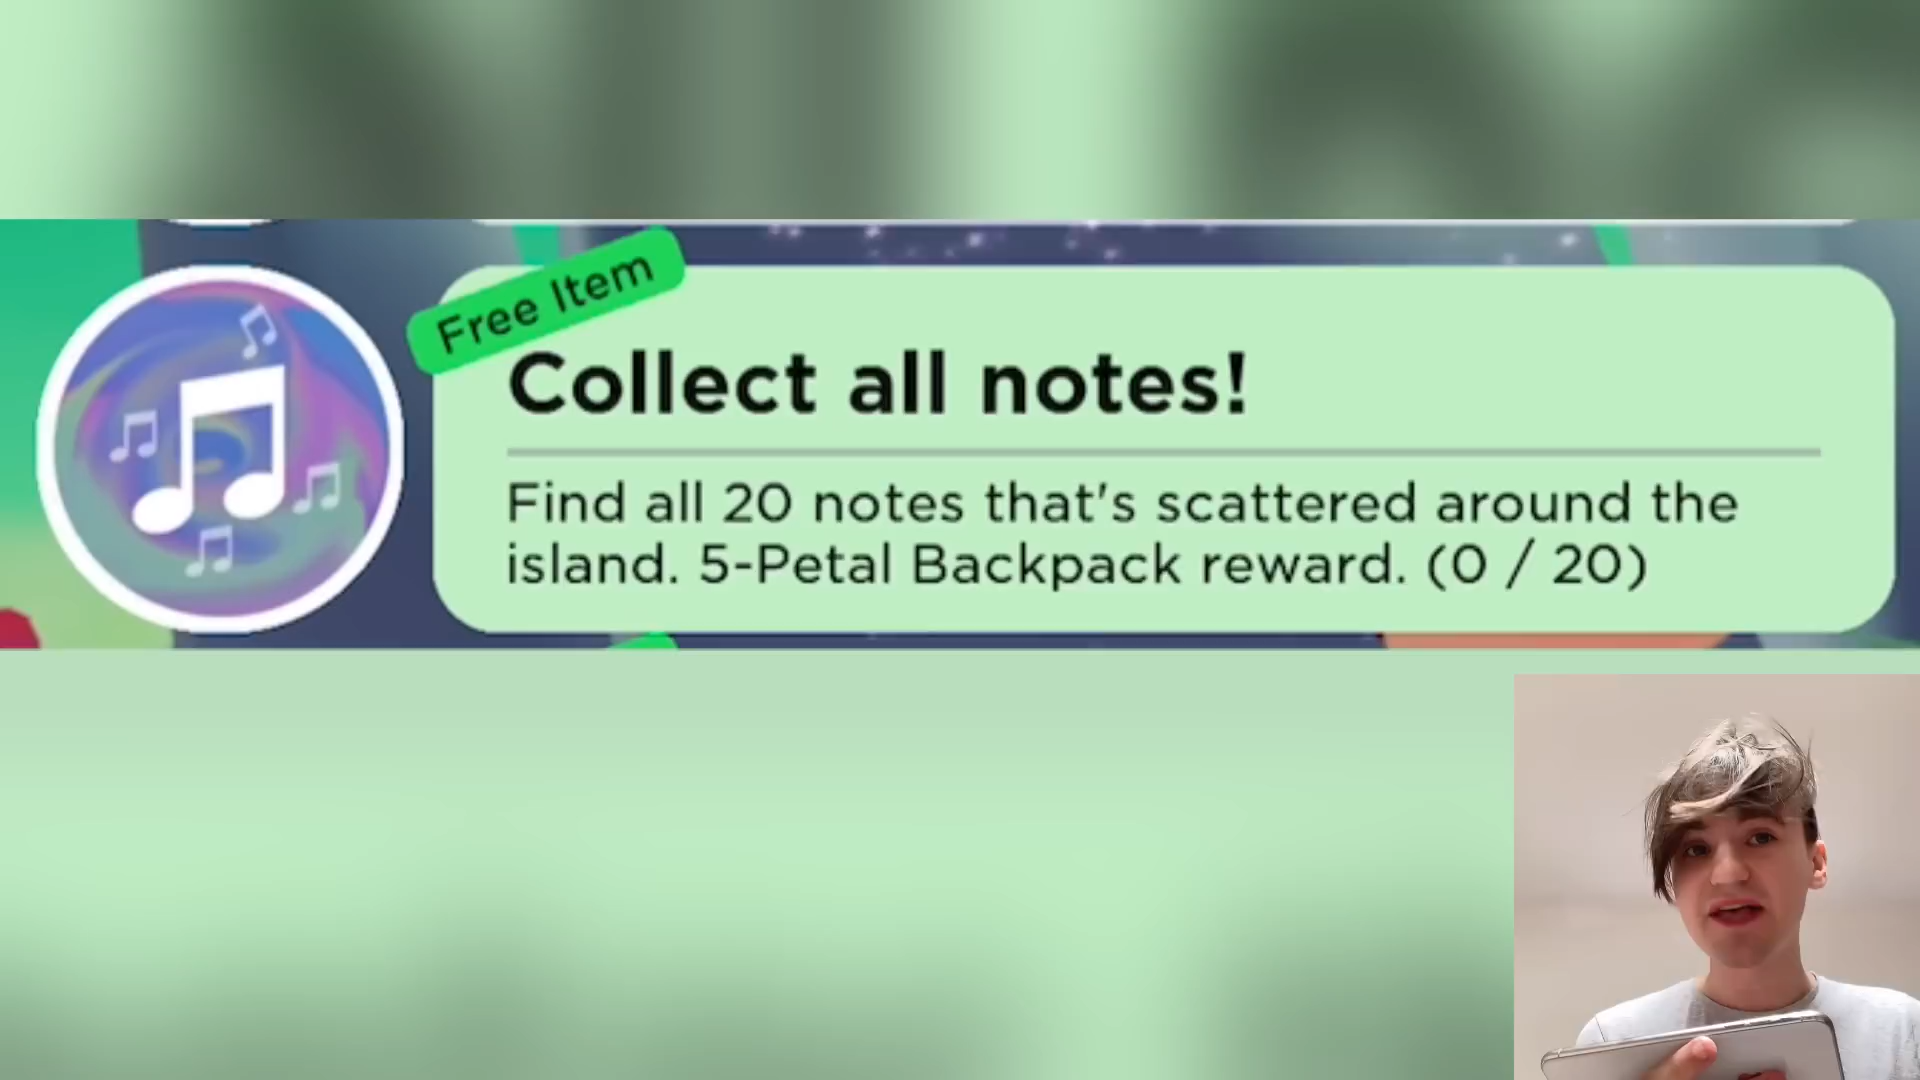 Free Item
Collect all notes!
Find all 20 notes that's scattered around the
island. 5-Petal Backpack reward. (0 / 20)